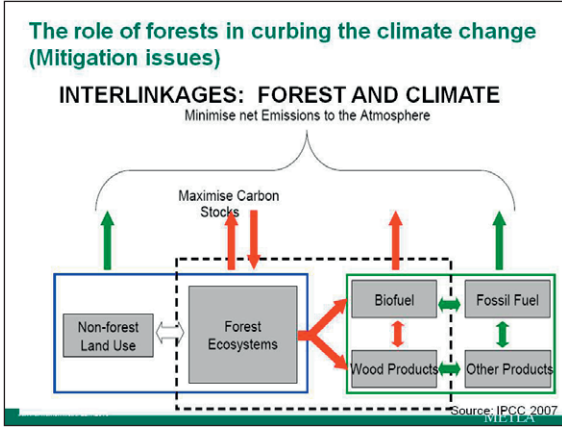 The role of forests in curbing the climate change
(Mitigation issues)
INTERLINKAGES: FOREST AND CLIMATE
Minimise net Emissions to the Atmosphere
Maximise Carbon
Stocks
Non-forest
Land Use
Forest
Ecosystems
Biofuel
Fossil Fuel
Wood Products
Other Products
Source: IPCC 2007
METLA